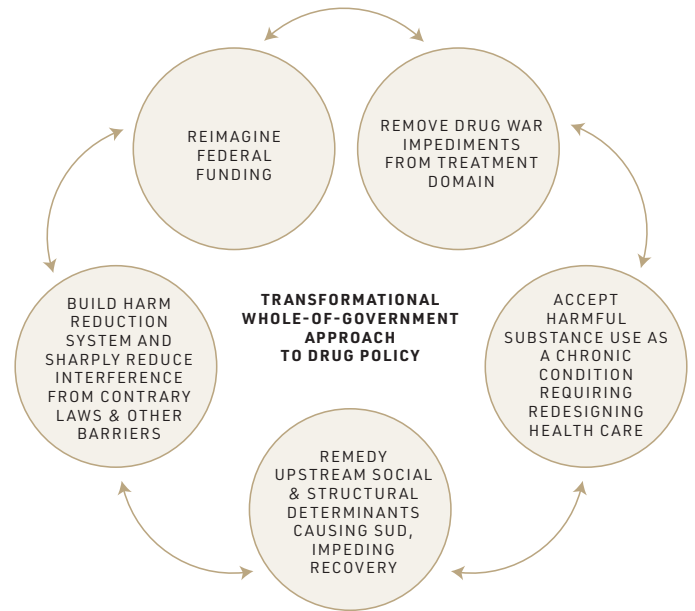 REIMAGINE
FEDERAL
FUNDING
REMOVE DRUG WAR
IMPEDIMENTS
FROM TREATMENT
DOMAIN
BUILD HARM
REDUCTION
SYSTEM AND
SHARPLY REDUCE
INTERFERENCE
FROM CONTRARY
LAWS & OTHER
BARRIERS
TRANSFORMATIONAL
WHOLE-OF-GOVERNMENT
APPROACH
TO DRUG POLICY
ACCEPT
HARMFUL
SUBSTANCE USE AS
A CHRONIC
CONDITION
REQUIRING
REDESIGNING
HEALTH CARE
REMEDY
UPSTREAM SOCIAL
& STRUCTURAL
DETERMINANTS
CAUSING SUD,
IMPEDING
RECOVERY